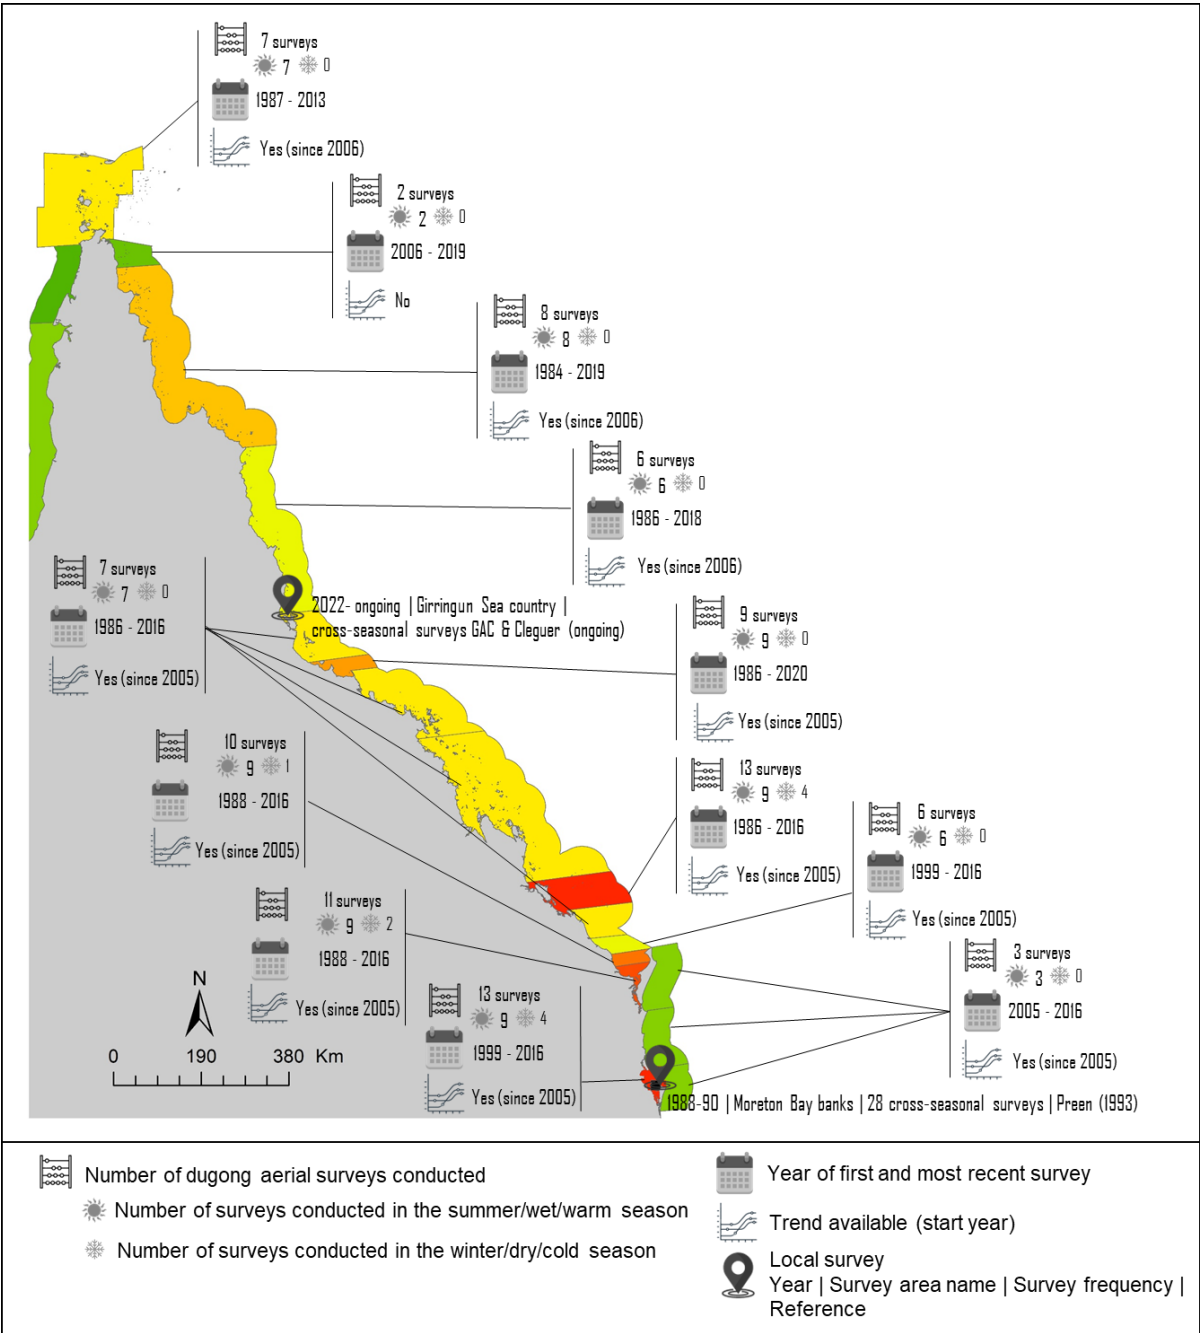 7 surveys
7 0
1987 - 2013
Yes (since 2006)
2 surveys
2 0
2006 - 2019
No
8 surveys
8 0
1984 - 2019
Yes (since 2006)
6 surveys
6 0
1986 - 2018
Yes (since 2006)
7 surveys
7 0
1986 - 2016
Yes (since 2005)
2022- ongoing | Girringun Sea country |
cross-seasonal surveys GAC & Cleguer (ongoing)
9 surveys
9 0
1986 - 2020
Yes (since 2005)
10 surveys
9 1
1988 - 2016
Yes (since 2005)
13 surveys
9 4
1986 - 2016
Yes (since 2005)
6 surveys
6 0
1999 - 2016
Yes (since 2005)
11 surveys
9 2
1988 - 2016
Yes (since 2005)
3 surveys
3 0
2005 - 2016
Yes (since 2005)
13 surveys
9 4
1999 - 2016
Yes (since 2005)
N
0 190 380 Km
1988-90 | Moreton Bay banks | 28 cross-seasonal surveys | Preen (1993)
Number of dugong aerial surveys conducted
Number of surveys conducted in the summer/wet/warm season
Number of surveys conducted in the winter/dry/cold season
Year of first and most recent survey
Trend available (start year)
Local survey
Year | Survey area name | Survey frequency |
Reference